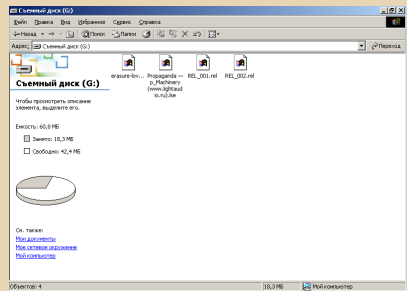 Съемный диск (G:)
Файл Правка Вид Избранное Сервис Справка
Назад Поиск Папки
Адрес: Съемный диск (G:) Переход
Съемный диск (G:)
Чтобы просмотреть описание
элемента, выделите его.
Емкость: 60,8 МБ
Занято: 18,3 МБ
Свободно: 42,4 МБ
См. также:
Мои документы
Мое сетевое окружение
Мой компьютер
erasure-lov...
Propaganda —
p_Machinery
(www.lightaud
io.ru).lse
REL_001.rel
REL_002.rel
Объектов: 4 18,3 МБ Мой компьютер